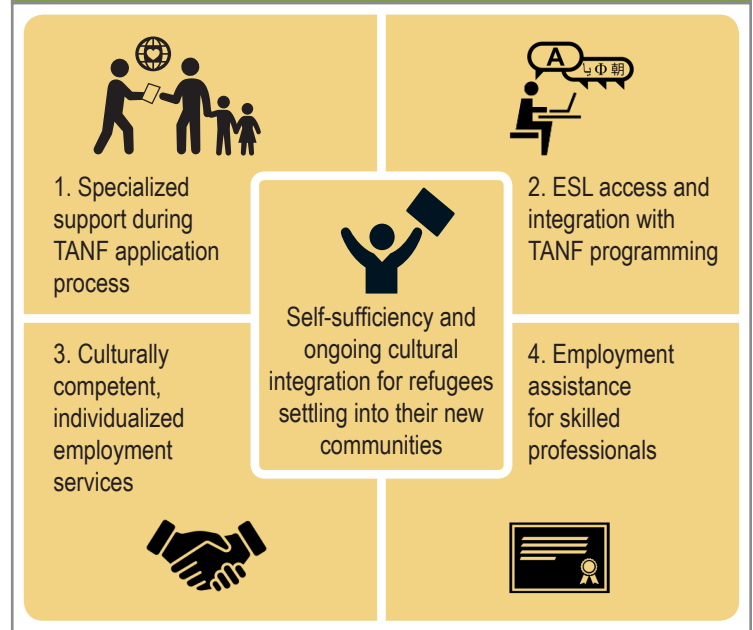 A
پ Ф 朝
1. Specialized
support during
TANF application
process
2. ESL access and
integration with
TANF programming
Self-sufficiency and
ongoing cultural
integration for refugees
settling into their new
communities
3. Culturally
competent,
individualized
employment
services
4. Employment
assistance
for skilled
professionals